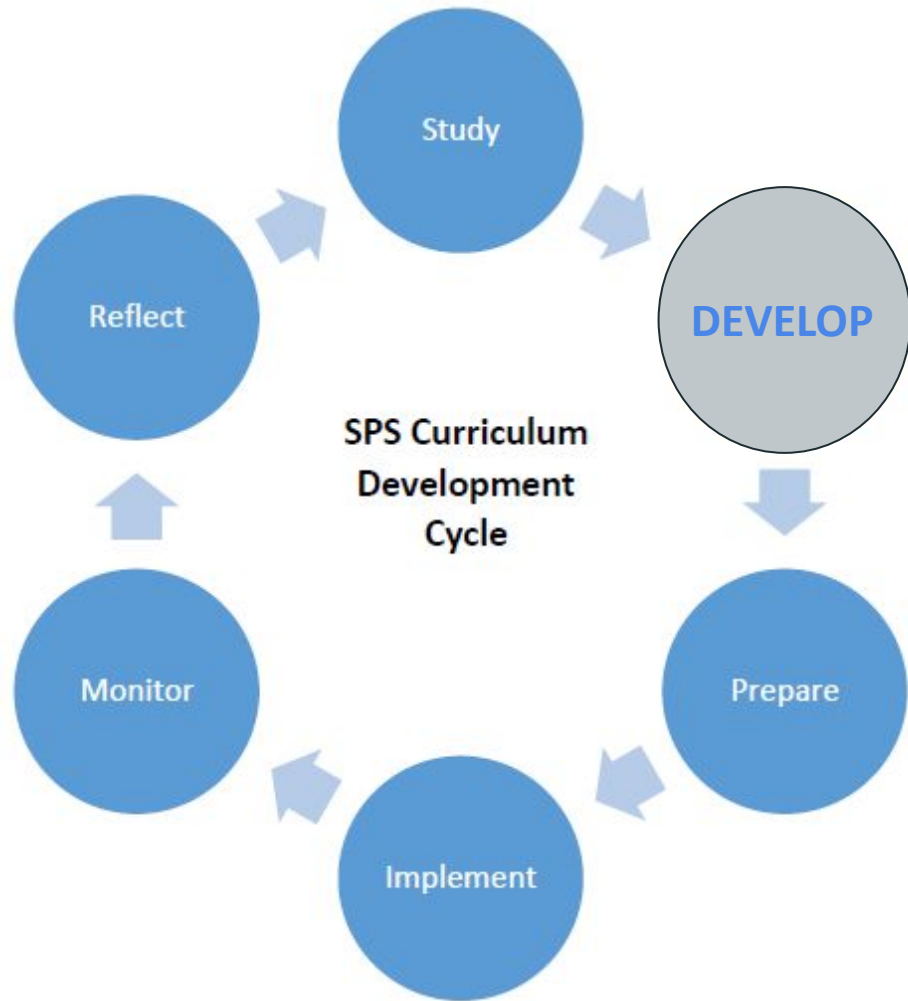 Study
DEVELOP
Prepare
Implement
Monitor
Reflect
SPS Curriculum
Development
Cycle